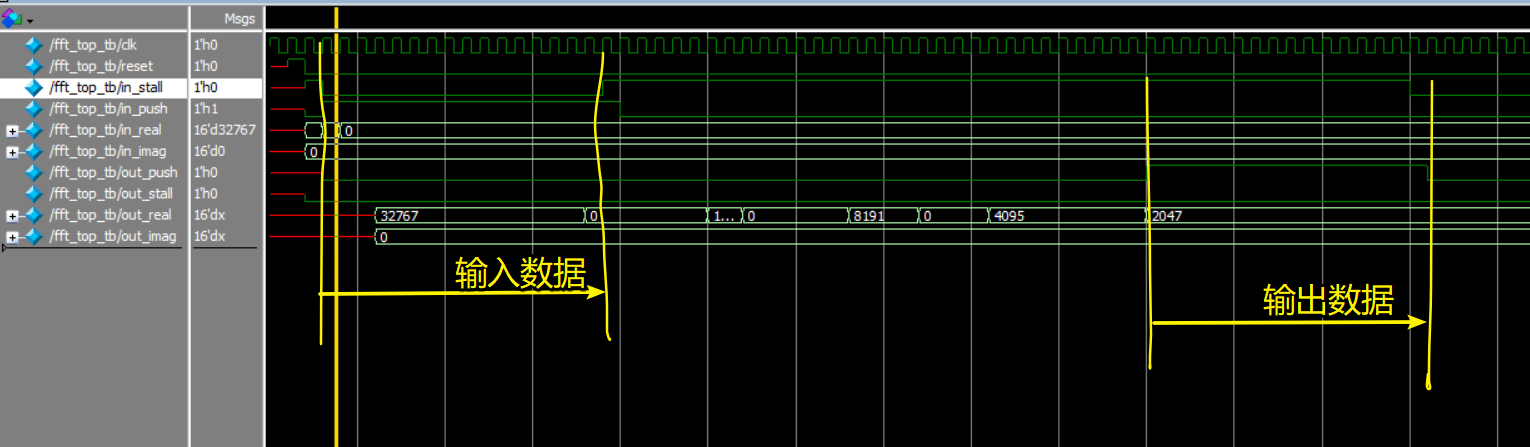 Msgs
/fft_top_tb/clk 1'h0
/fft_top_tb/reset 1'h0
/fft_top_tb/in_stall 1'h0
/fft_top_tb/in_push 1'h1
/fft_top_tb/in_real 16'd32767 0
/fft_top_tb/in_imag 16'd0 0
/fft_top_tb/out_push 1'h0
/fft_top_tb/out_stall 1'h0
/fft_top_tb/out_real 16'dx 32767 0 1... 0 8191 0 4095 2047
/fft_top_tb/out_imag 16'dx 0
输入数据
输出数据